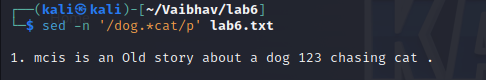 ┌──(kali㉿kali)-[~/Vaibhav/lab6]
└─$ sed -n '/dog.*cat/p' lab6.txt
1. mcis is an Old story about a dog 123 chasing cat .